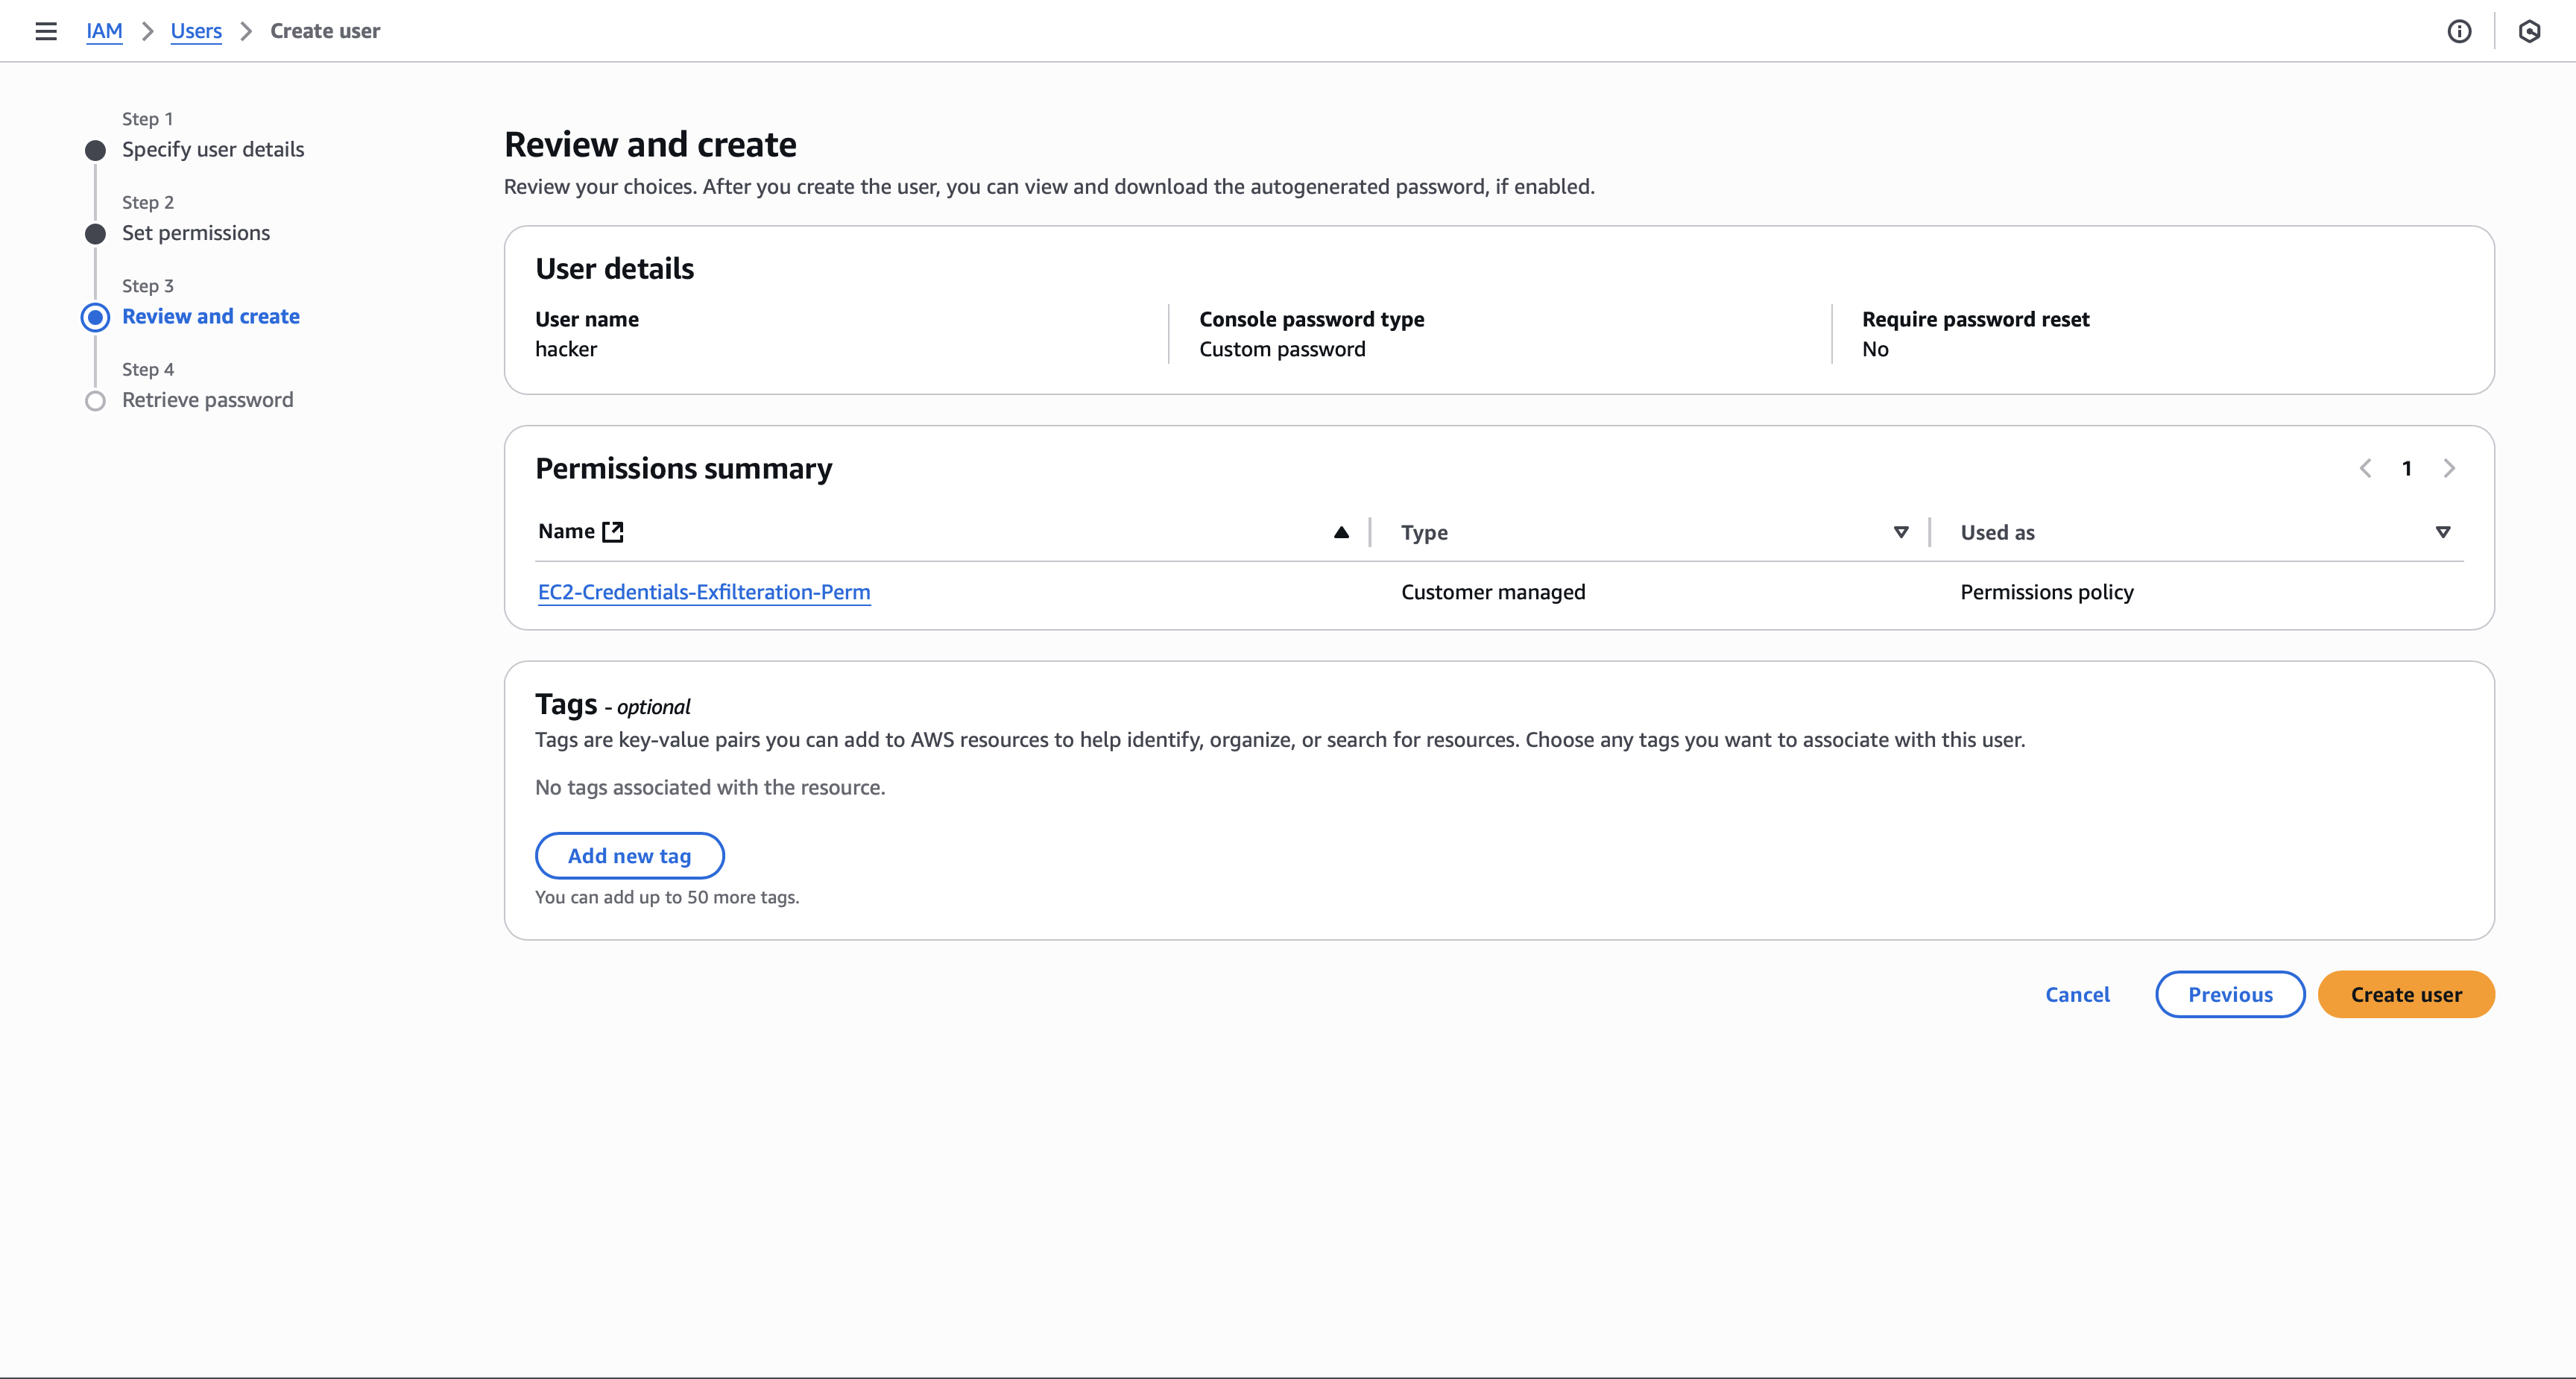 IAM > Users > Create user
Step 1
Specify user details
Step 2
Set permissions
Step 3
Review and create
Step 4
Retrieve password
Review and create
Review your choices. After you create the user, you can view and download the autogenerated password, if enabled.
User details
User name
hacker
Console password type
Custom password
Require password reset
No
Permissions summary
1
Name Type Used as
EC2-Credentials-Exfilteration-Perm Customer managed Permissions policy
Tags - optional
Tags are key-value pairs you can add to AWS resources to help identify, organize, or search for resources. Choose any tags you want to associate with this user.
No tags associated with the resource.
Add new tag
You can add up to 50 more tags.
Cancel Previous Create user